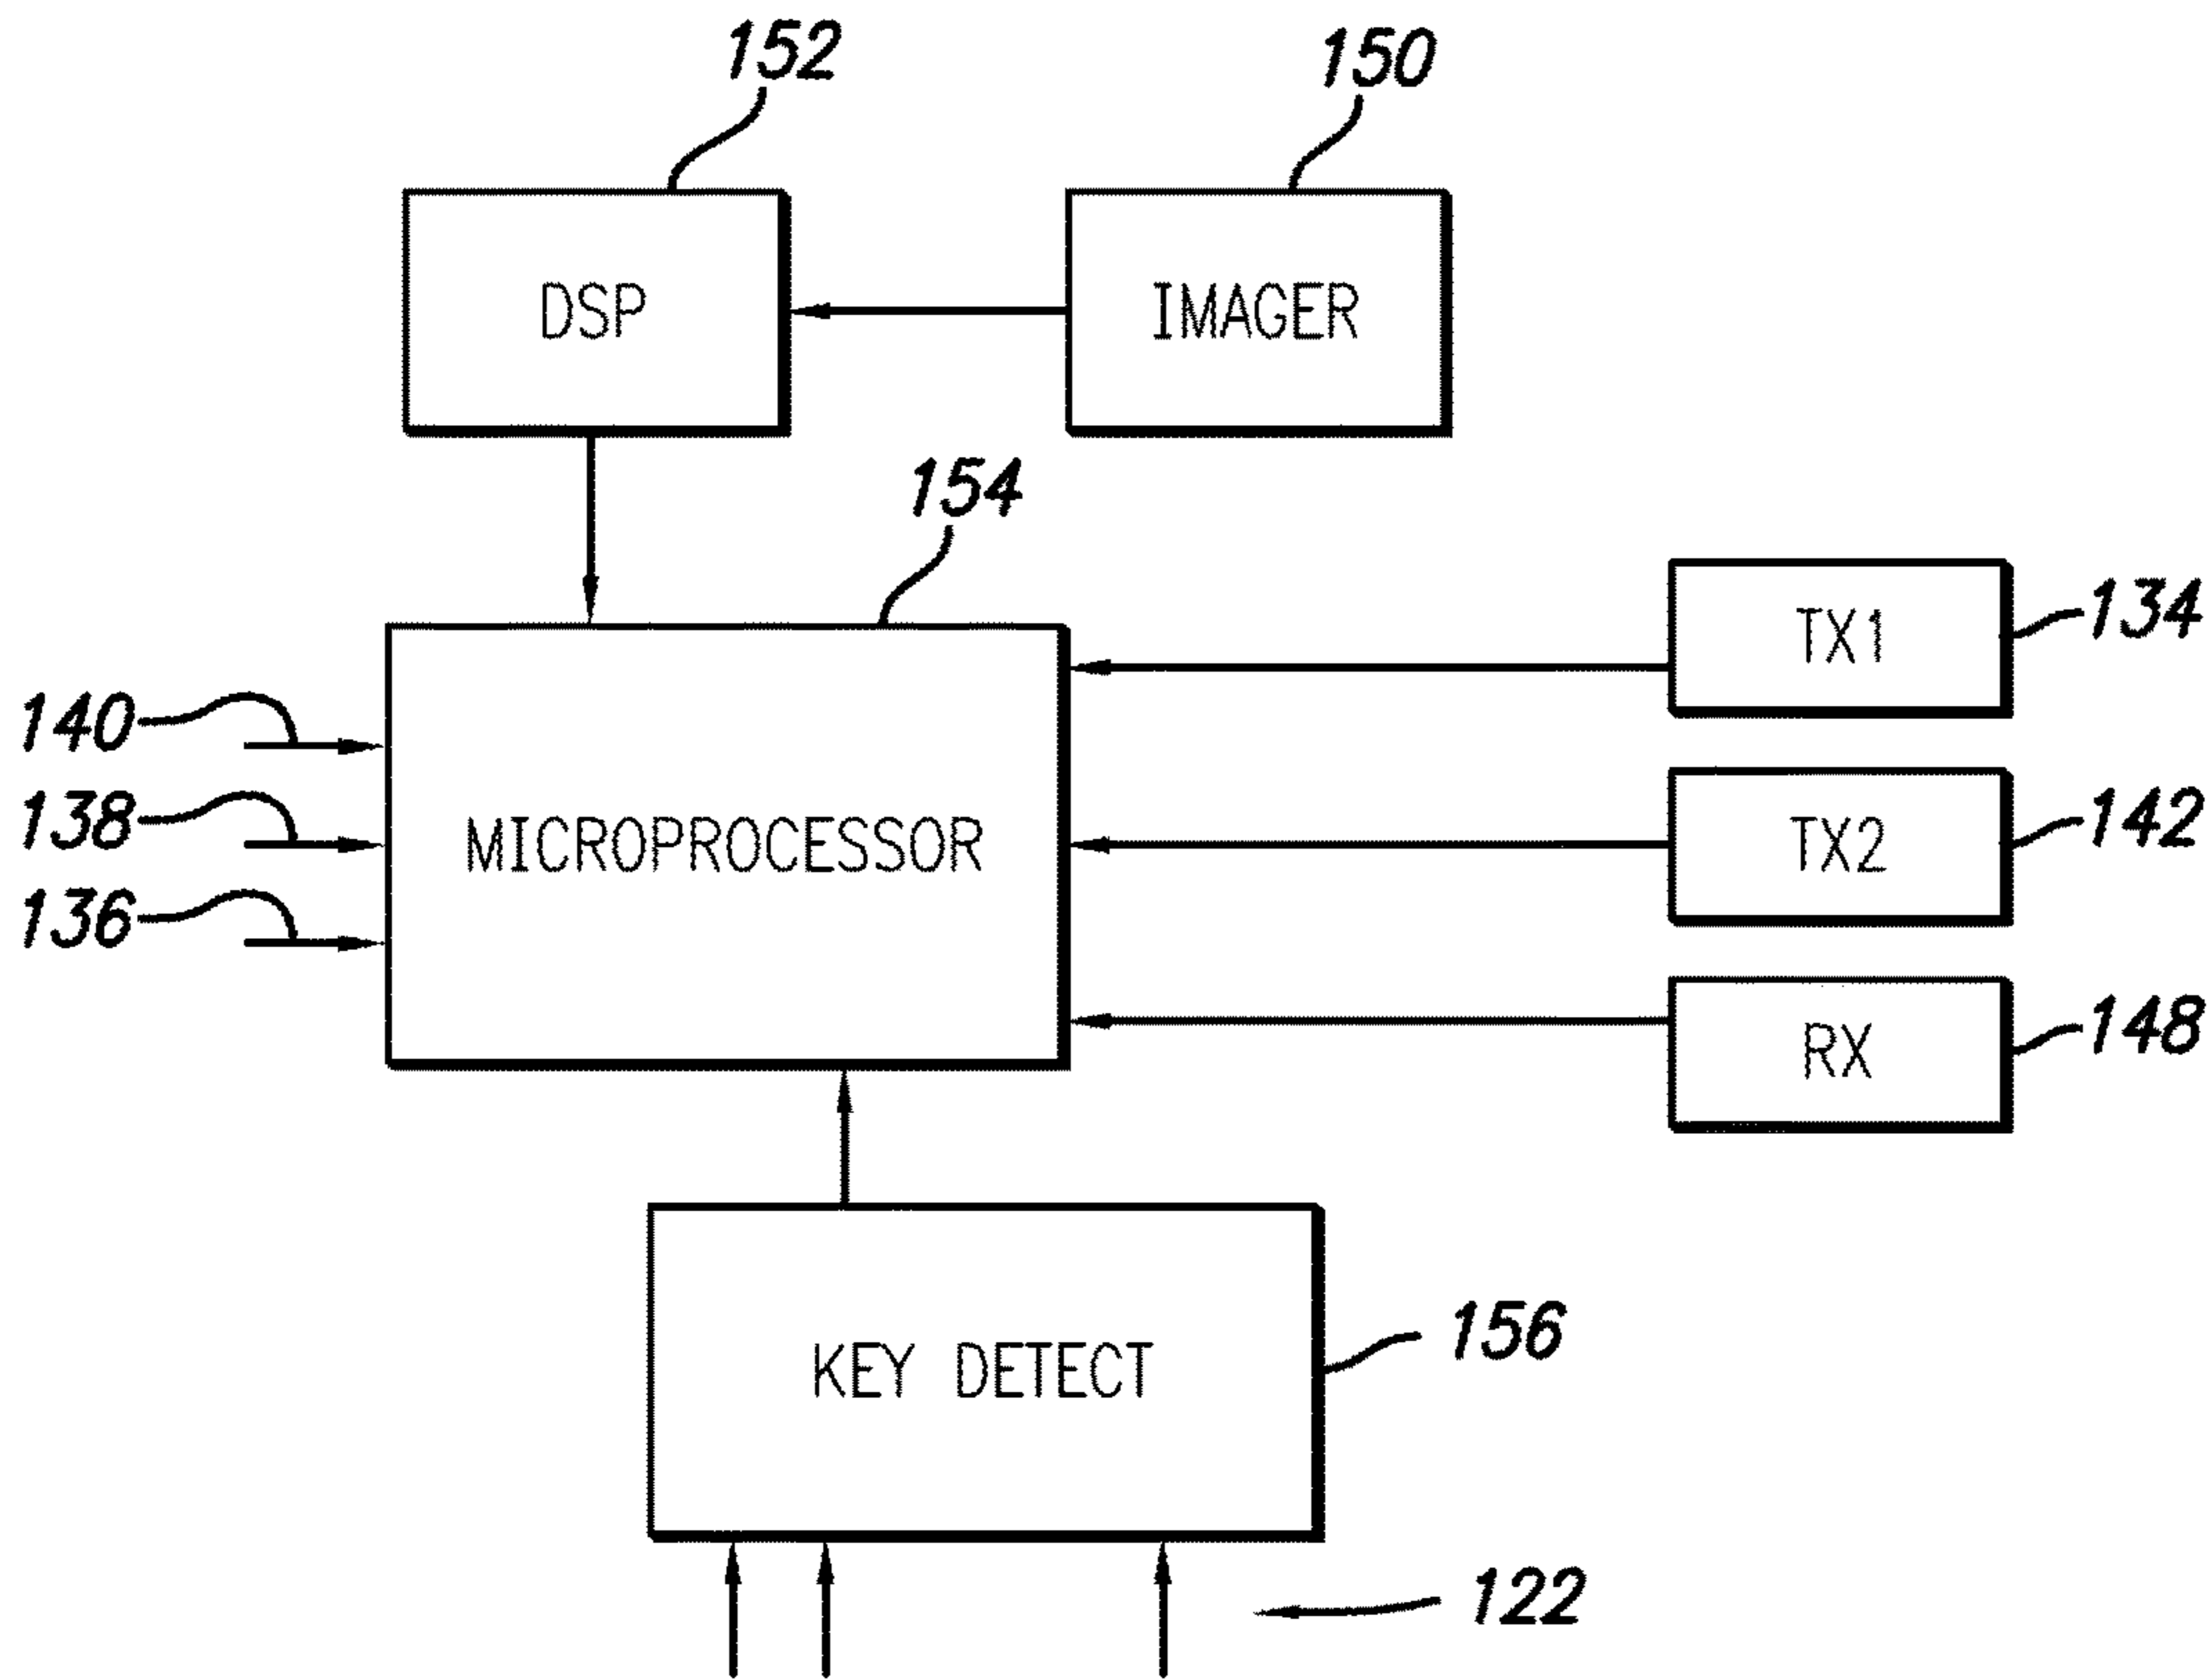 152
150
DSP
IMAGER
154
TX1
134
140
138
MICROPROCESSOR
TX2
142
136
RX
148
KEY DETECT
156
122